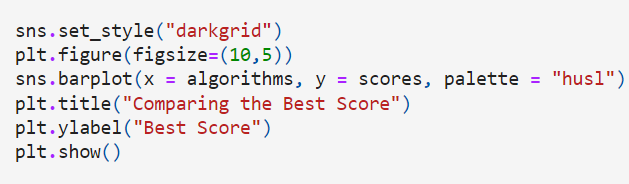 sns.set_style("darkgrid")
plt.figure(figsize=(10,5))
sns.barplot(x = algorithms, y = scores, palette = "husl")
plt.title("Comparing the Best Score")
plt.ylabel("Best Score")
plt.show()